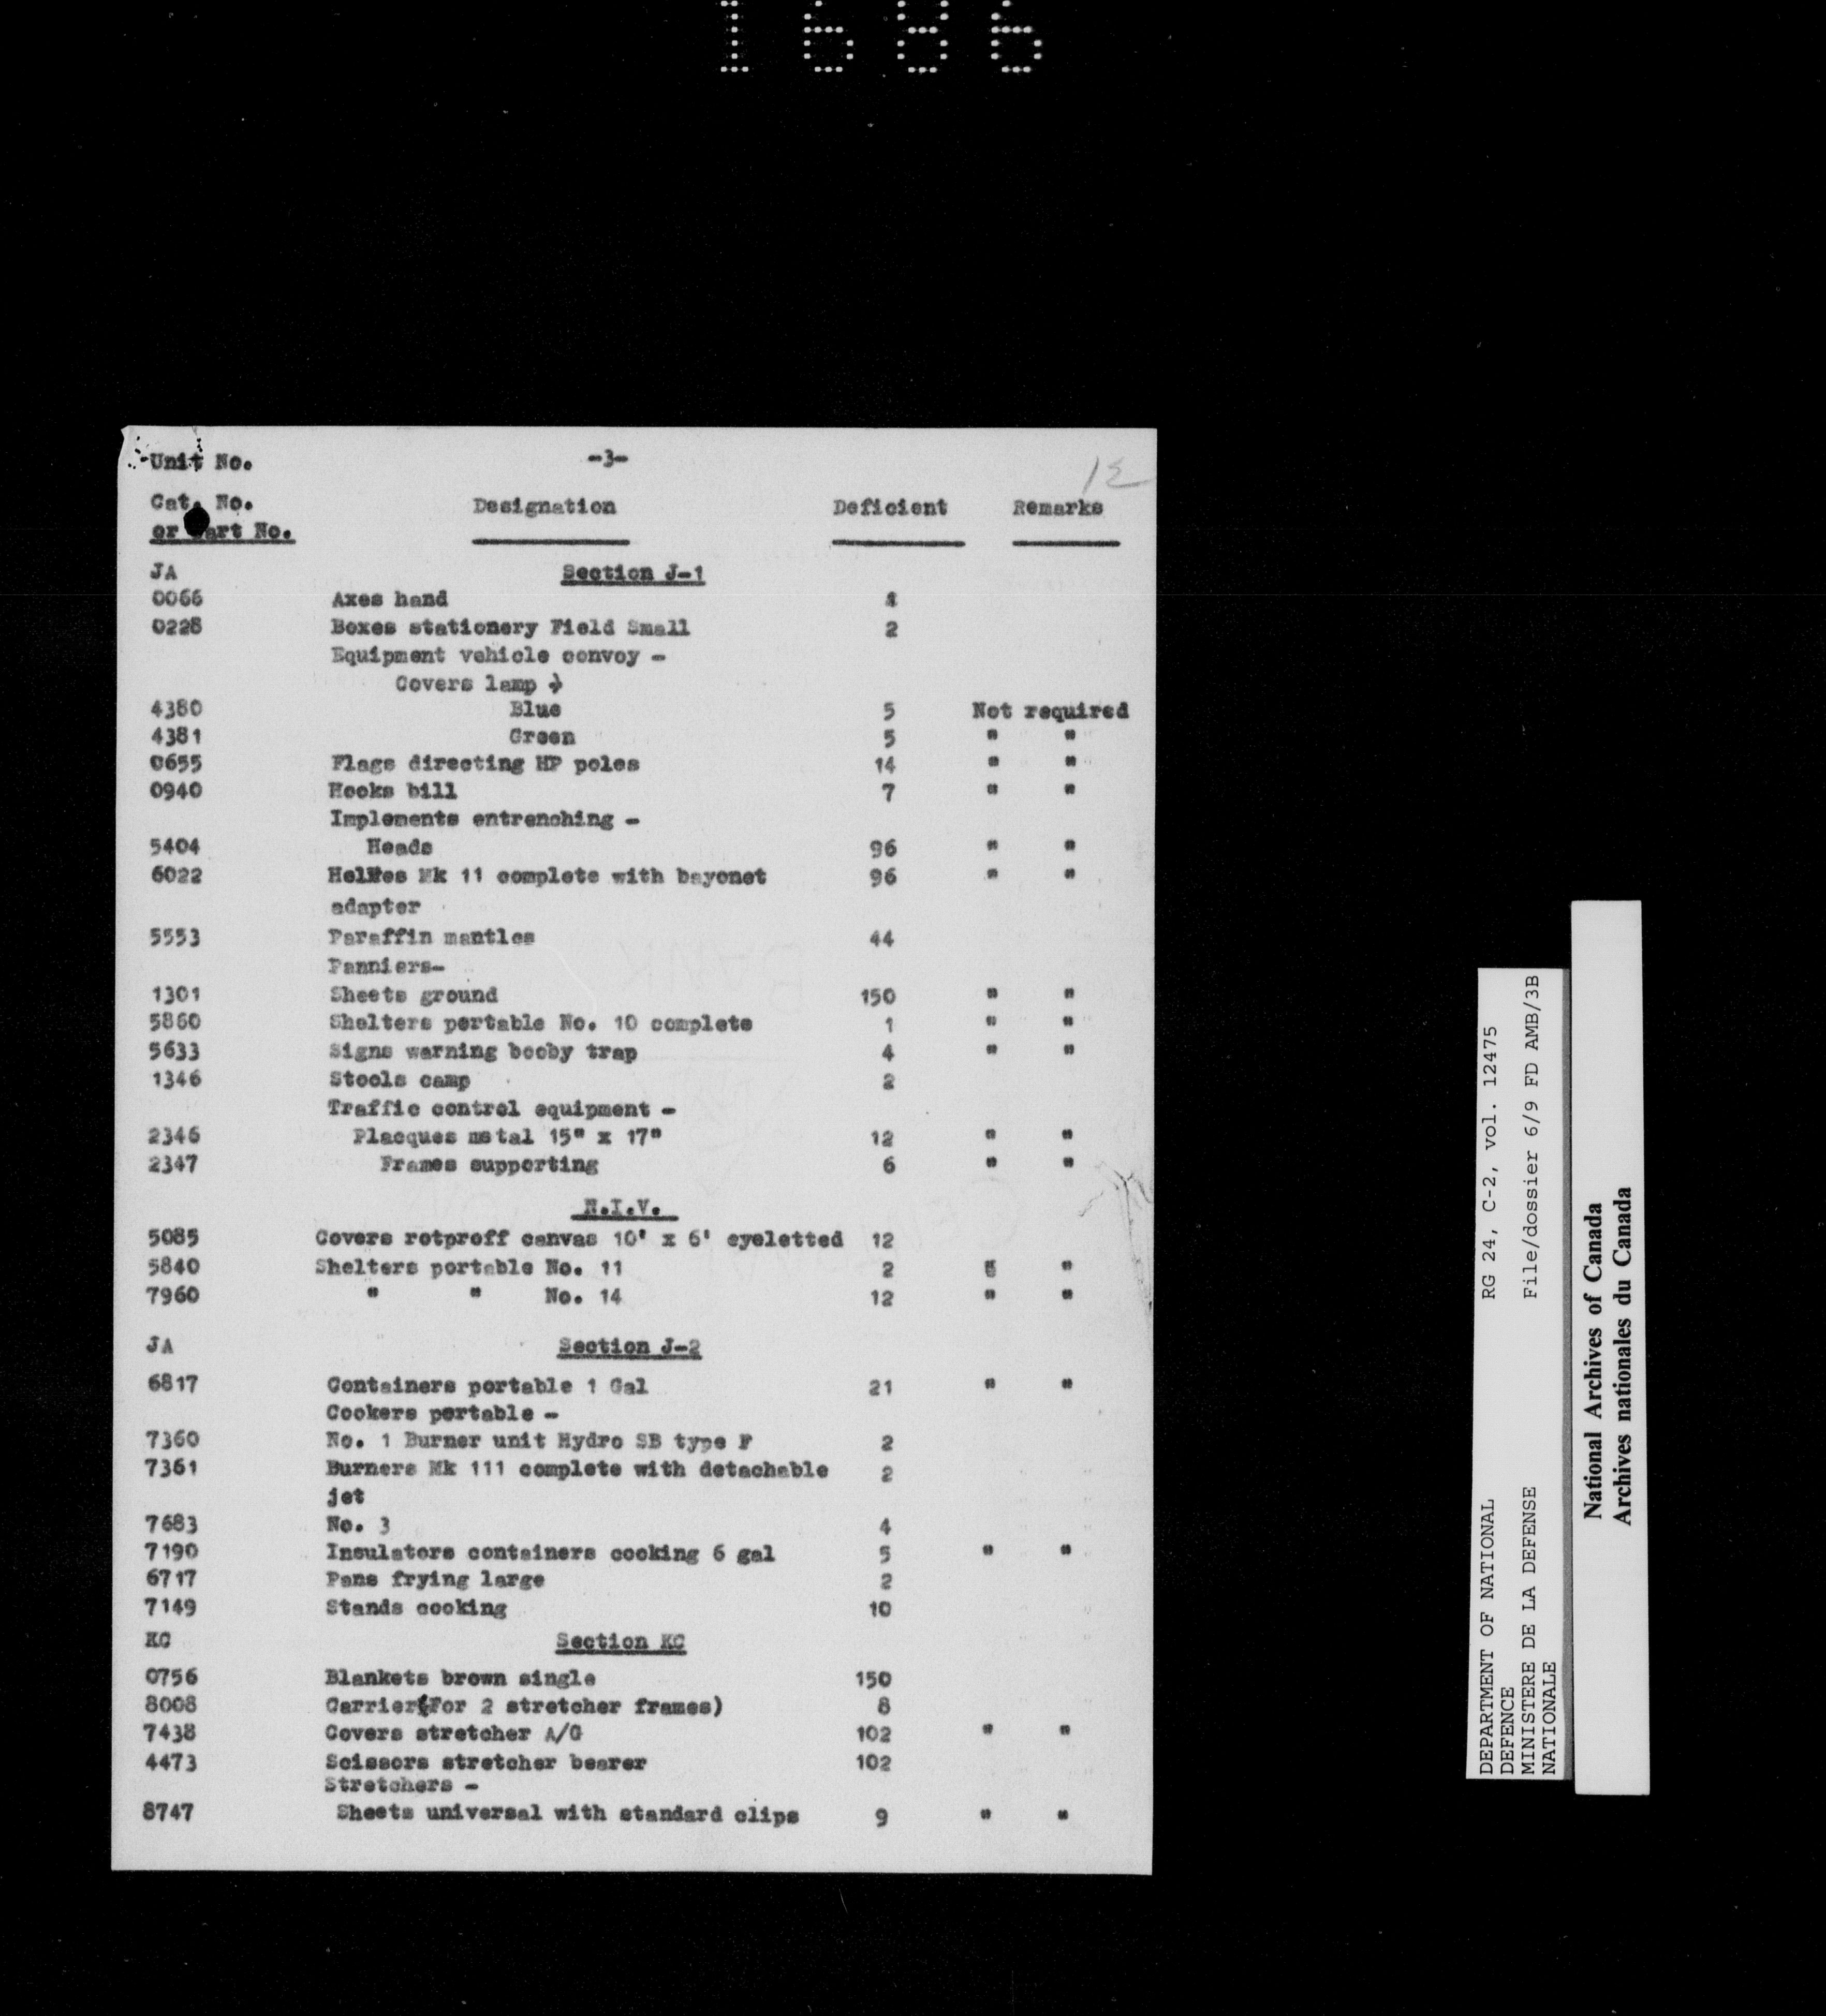 1686
Unit No. -3- 12
Cat. No. Designation Deficient Remarks
or Part No.
JA Section J-1
0066 Axes hand 4
0228 Boxes stationery Field Small 2
Equipment vehicle convoy -
Covers lamp
4380 Blue 5 Not required
4381 Green 5 " "
0655 Flags directing HP poles 14 " "
0940 Hooks bill 7 " "
Implements entrenching -
5404 Heads 96 " "
6022 Helves Mk 11 complete with bayonet 96 " "
adapter
5553 Paraffin mantles 44
Panniers-
1301 Sheets ground 150 " "
5860 Shelters portable No. 10 complete 1 " "
5633 Signs warning booby trap 4 " "
1346 Stools camp 2
Traffic control equipment -
2346 Placques metal 15" x 17" 12 " "
2347 Frames supporting 6 " "
N.I.V.
5085 Covers rotproff canvas 10' x 6' eyeletted 12
5840 Shelters portable No. 11 2 " "
7960 " " No. 14 12 " "
JA Section J-2
6817 Containers portable 1 Gal 21 " "
Cookers portable -
7360 No. 1 Burner unit Hydro SB type F 2
7361 Burners Mk 111 complete with detachable 2
jet
7683 No. 3 4
7190 Insulators containers cooking 6 gal 5 " "
6717 Pans frying large 2
7149 Stands cooking 10
KC Section KC
0756 Blankets brown single 150
8008 Carrier(For 2 stretcher frames) 8
7438 Covers stretcher A/G 102 " "
4473 Scissors stretcher bearer 102
Stretchers -
8747 Sheets universal with standard clips 9 " "
DEPARTMENT OF NATIONAL RG 24, C-2, vol. 12475
DEFENCE
MINISTERE DE LA DEFENSE File/dossier 6/9 FD AMB/3B
NATIONALE
National Archives of Canada
Archives nationales du Canada